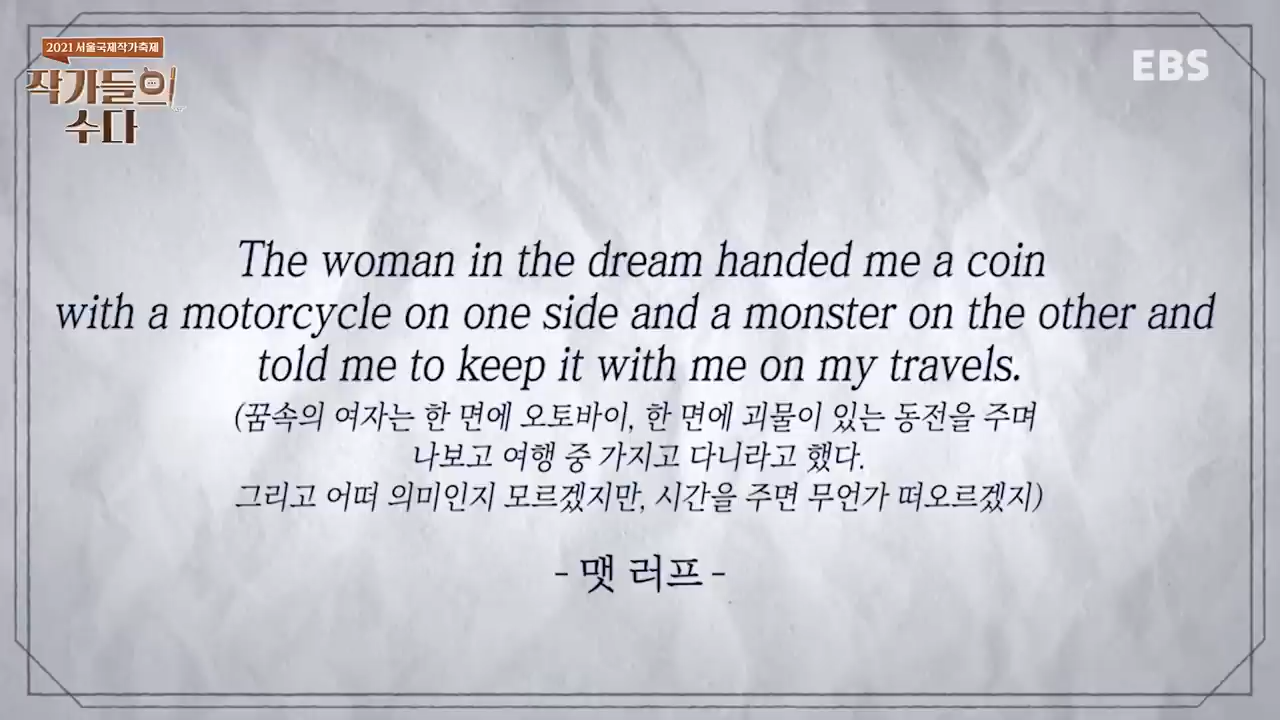 2021 서울국제작가축제
작가들의
수다
EBS
The woman in the dream handed me a coin
with a motorcycle on one side and a monster on the other and
told me to keep it with me on my travels.
(꿈속의 여자는 한 면에 오토바이, 한 면에 괴물이 있는 동전을 주며
나보고 여행 중 가지고 다니라고 했다.
그리고 어떠 의미인지 모르겠지만, 시간을 주면 무언가 떠오르겠지)
- 맷 러프 -